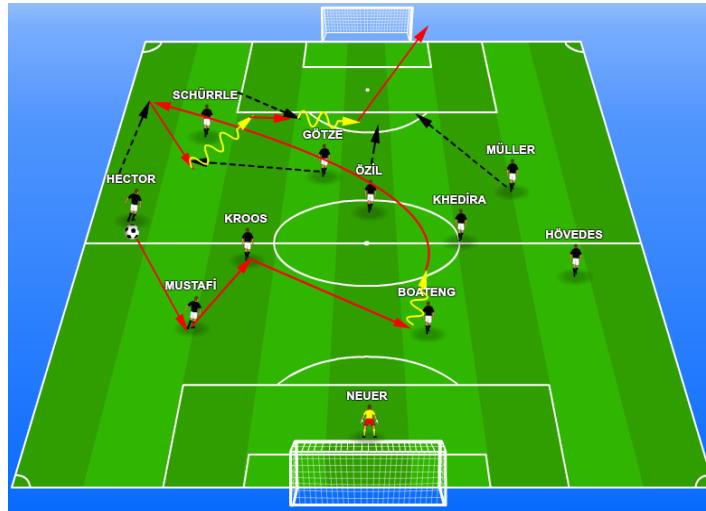 SCHÜRRLE
GÖTZE
MÜLLER
ÖZİL
HECTOR
KHEDİRA
KROOS
HÖVEDES
MUSTAFİ
BOATENG
NEUER